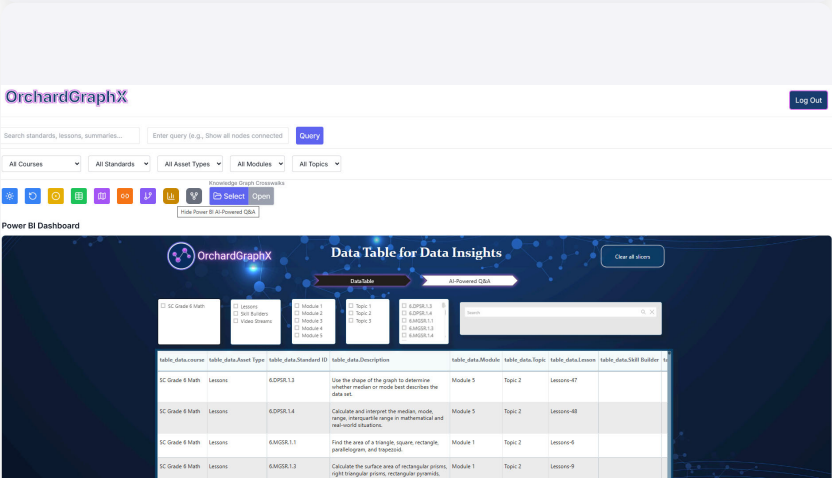 OrchardGraphX
Log Out
Search standards, lessons, summaries...
Enter query (e.g., Show all nodes connected
Query
All Courses
All Standards
All Asset Types
All Modules
All Topics
Knowledge Graph Crosswalks
Select
Open
Hide Power BI AI-Powered Q&A
Power BI Dashboard
OrchardGraphX
Data Table for Data Insights
Clear all slicers
DataTable
AI-Powered Q&A
SC Grade 6 Math
Lessons
Skill Builders
Video Streams
Module 1
Module 2
Module 3
Module 4
Module 5
Topic 1
Topic 2
Topic 3
6.DPSR.1.3
6.DPSR.1.4
6.MGSR.1.1
6.MGSR.1.3
6.MGSR.1.4
Search
table_data.course table_data.Asset Type table_data.Standard ID table_data.Description table_data.Module table_data.Topic table_data.Lesson table_data.Skill Builder ta
SC Grade 6 Math Lessons 6.DPSR.1.3 Use the shape of the graph to determine Module 5 Topic 2 Lessons-47
whether median or mode best describes the
data set.
SC Grade 6 Math Lessons 6.DPSR.1.4 Calculate and interpret the median, mode, Module 5 Topic 2 Lessons-48
range, interquartile range in mathematical and
real-world situations.
SC Grade 6 Math Lessons 6.MGSR.1.1 Find the area of a triangle, square, rectangle, Module 1 Topic 2 Lessons-6
parallelogram, and trapezoid.
SC Grade 6 Math Lessons 6.MGSR.1.3 Calculate the surface area of rectangular prisms, Module 1 Topic 2 Lessons-9
right triangular prisms, rectangular pyramids,